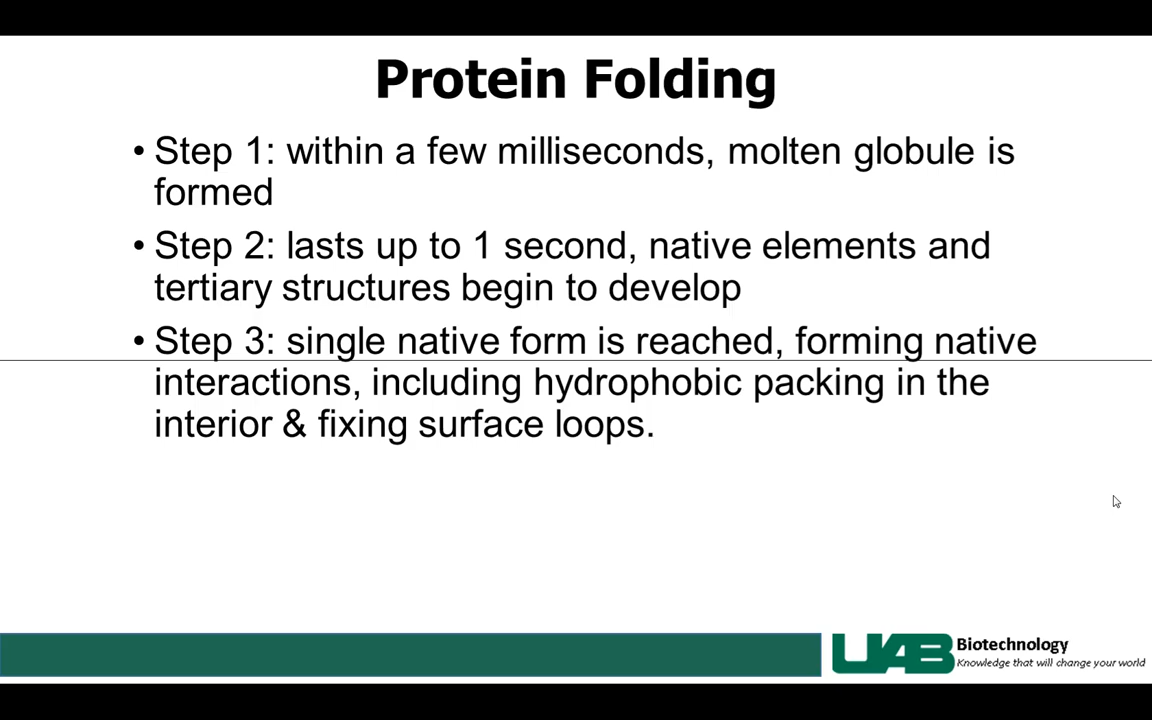 Protein Folding
• Step 1: within a few milliseconds, molten globule is
formed
• Step 2: lasts up to 1 second, native elements and
tertiary structures begin to develop
• Step 3: single native form is reached, forming native
interactions, including hydrophobic packing in the
interior & fixing surface loops.
UAB Biotechnology
Knowledge that will change your world